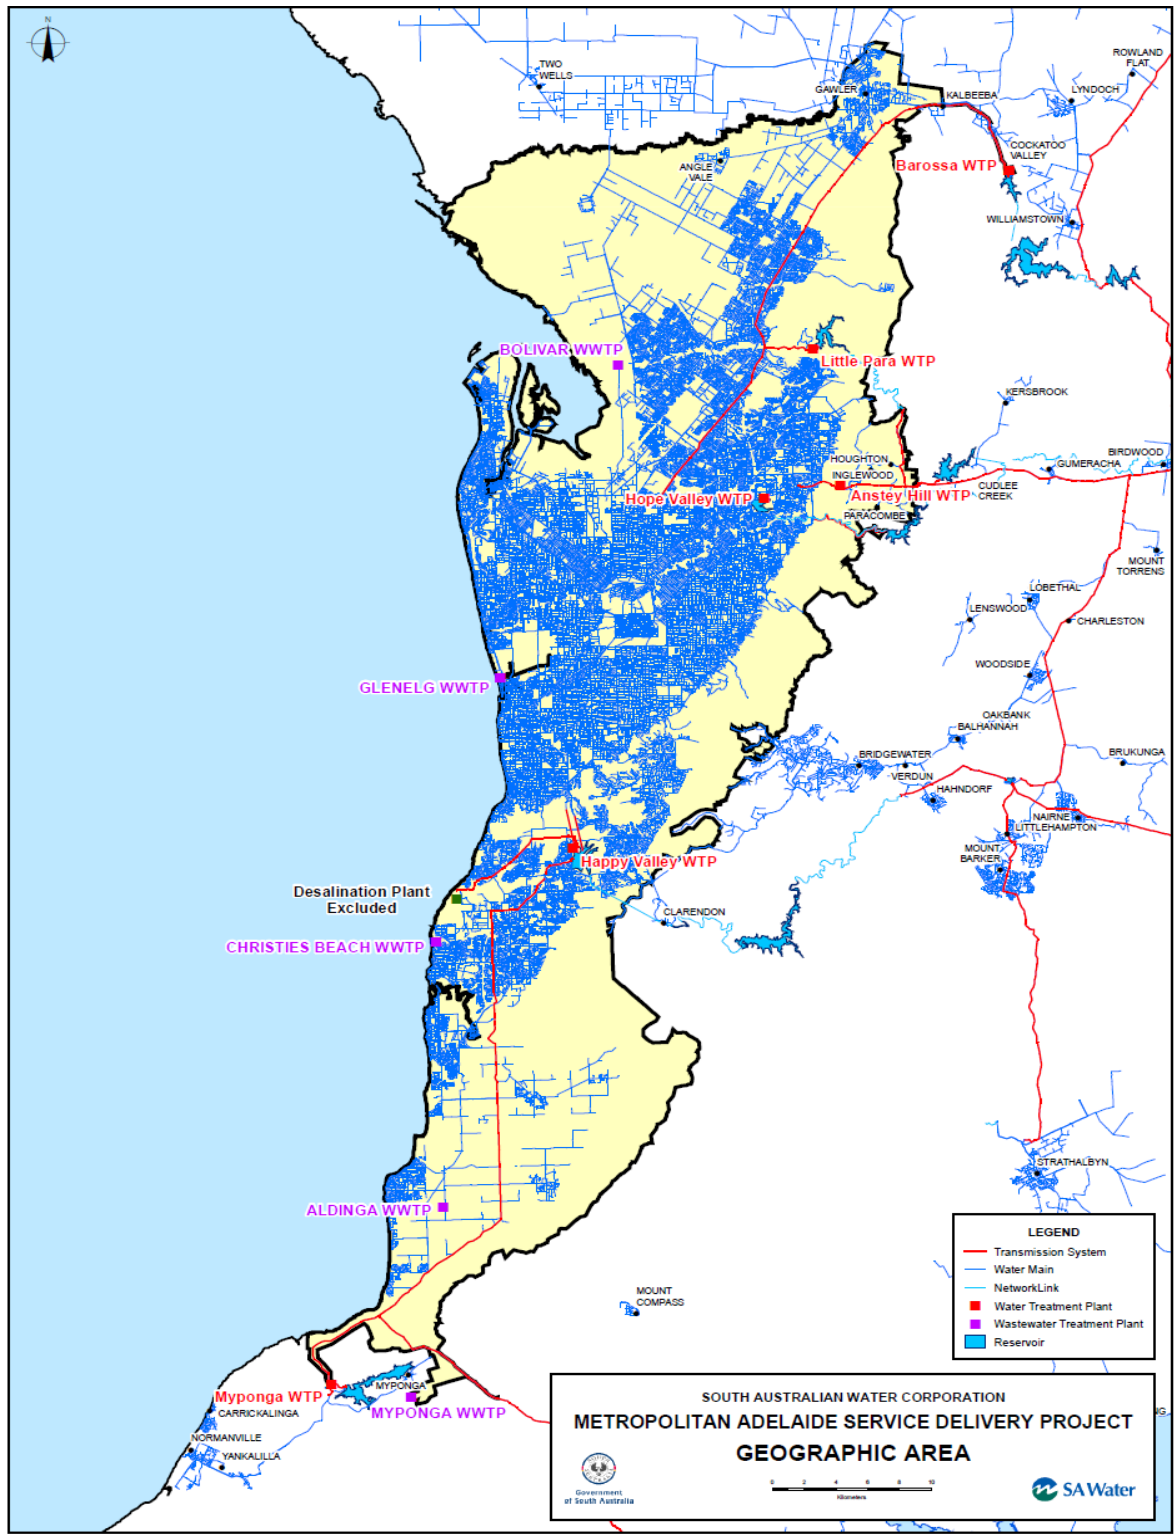 N
TWO
WELLS
GAWLER
KALBEEBA
ROWLAND
FLAT
LYNDOCH
COCKATOO
VALLEY
ANGLE
VALE
Barossa WTP
WILLIAMSTOWN
BOLIVAR WWTP
Little Para WTP
KERSBROOK
HOUGHTON
INGLEWOOD
GUMERACHA
BIRDWOOD
CUDLEE
CREEK
Hope Valley WTP
Anstey Hill WTP
PARACOMBE
MOUNT
TORRENS
LOBETHAL
LENSWOOD
CHARLESTON
WOODSIDE
GLENELG WWTP
OAKBANK
BALHANNAH
BRIDGEWATER
VERDUN
BRUKUNGA
HAHNDORF
NAIRNE
LITTLEHAMPTON
MOUNT
BARKER
Happy Valley WTP
Desalination Plant
Excluded
CLARENDON
CHRISTIES BEACH WWTP
STRATHALBYN
ALDINGA WWTP
MOUNT
COMPASS
LEGEND
Transmission System
Water Main
NetworkLink
Water Treatment Plant
Wastewater Treatment Plant
Reservoir
Myponga WTP
MYPONGA
MYPONGA WWTP
CARRICKALINGA
NORMANVILLE
YANKALILLA
SOUTH AUSTRALIAN WATER CORPORATION
METROPOLITAN ADELAIDE SERVICE DELIVERY PROJECT
GEOGRAPHIC AREA
NG
Government
of South Australia
0 2 4 6 8 10
Kilometers
SA Water